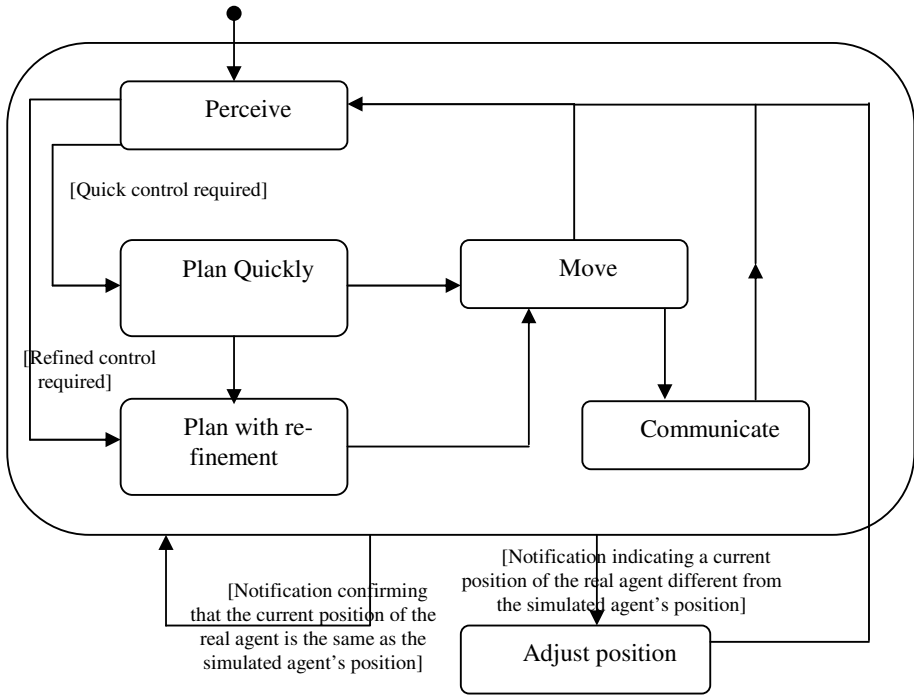 Perceive
[Quick control required]
Plan Quickly
Move
[Refined control
required]
Plan with re-
finement
Communicate
[Notification indicating a current
position of the real agent different from
the simulated agent's position]
[Notification confirming
that the current position of the
real agent is the same as the
simulated agent's position]
Adjust position